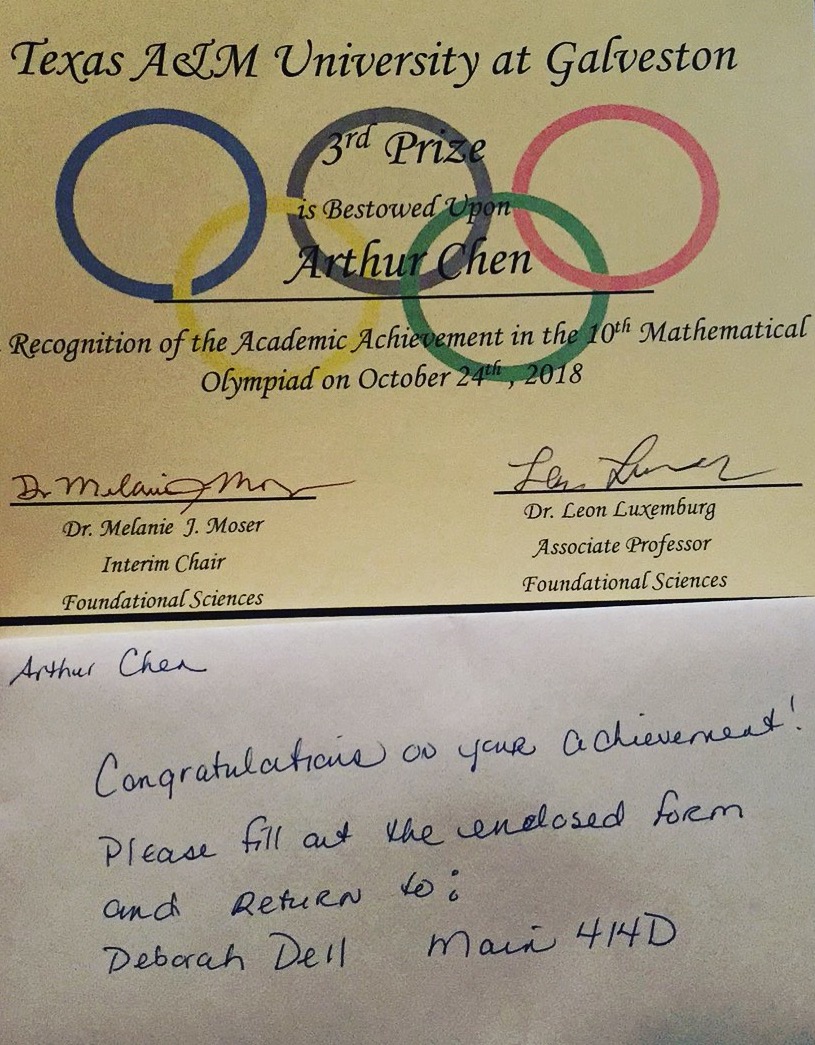 Texas A&M University at Galveston
3rd Prize
is Bestowed Upon
Arthur Chen
Recognition of the Academic Achievement in the 10th Mathematical
Olympiad on October 24th, 2018
Dr Melanie J Moser
Dr. Melanie J. Moser
Interim Chair
Foundational Sciences
Leon Luxemburg
Dr. Leon Luxemburg
Associate Professor
Foundational Sciences
Arthur Chen
Congratulations on your achievement!
Please fill out the enclosed form
and return to:
Deborah Dell Main 414D